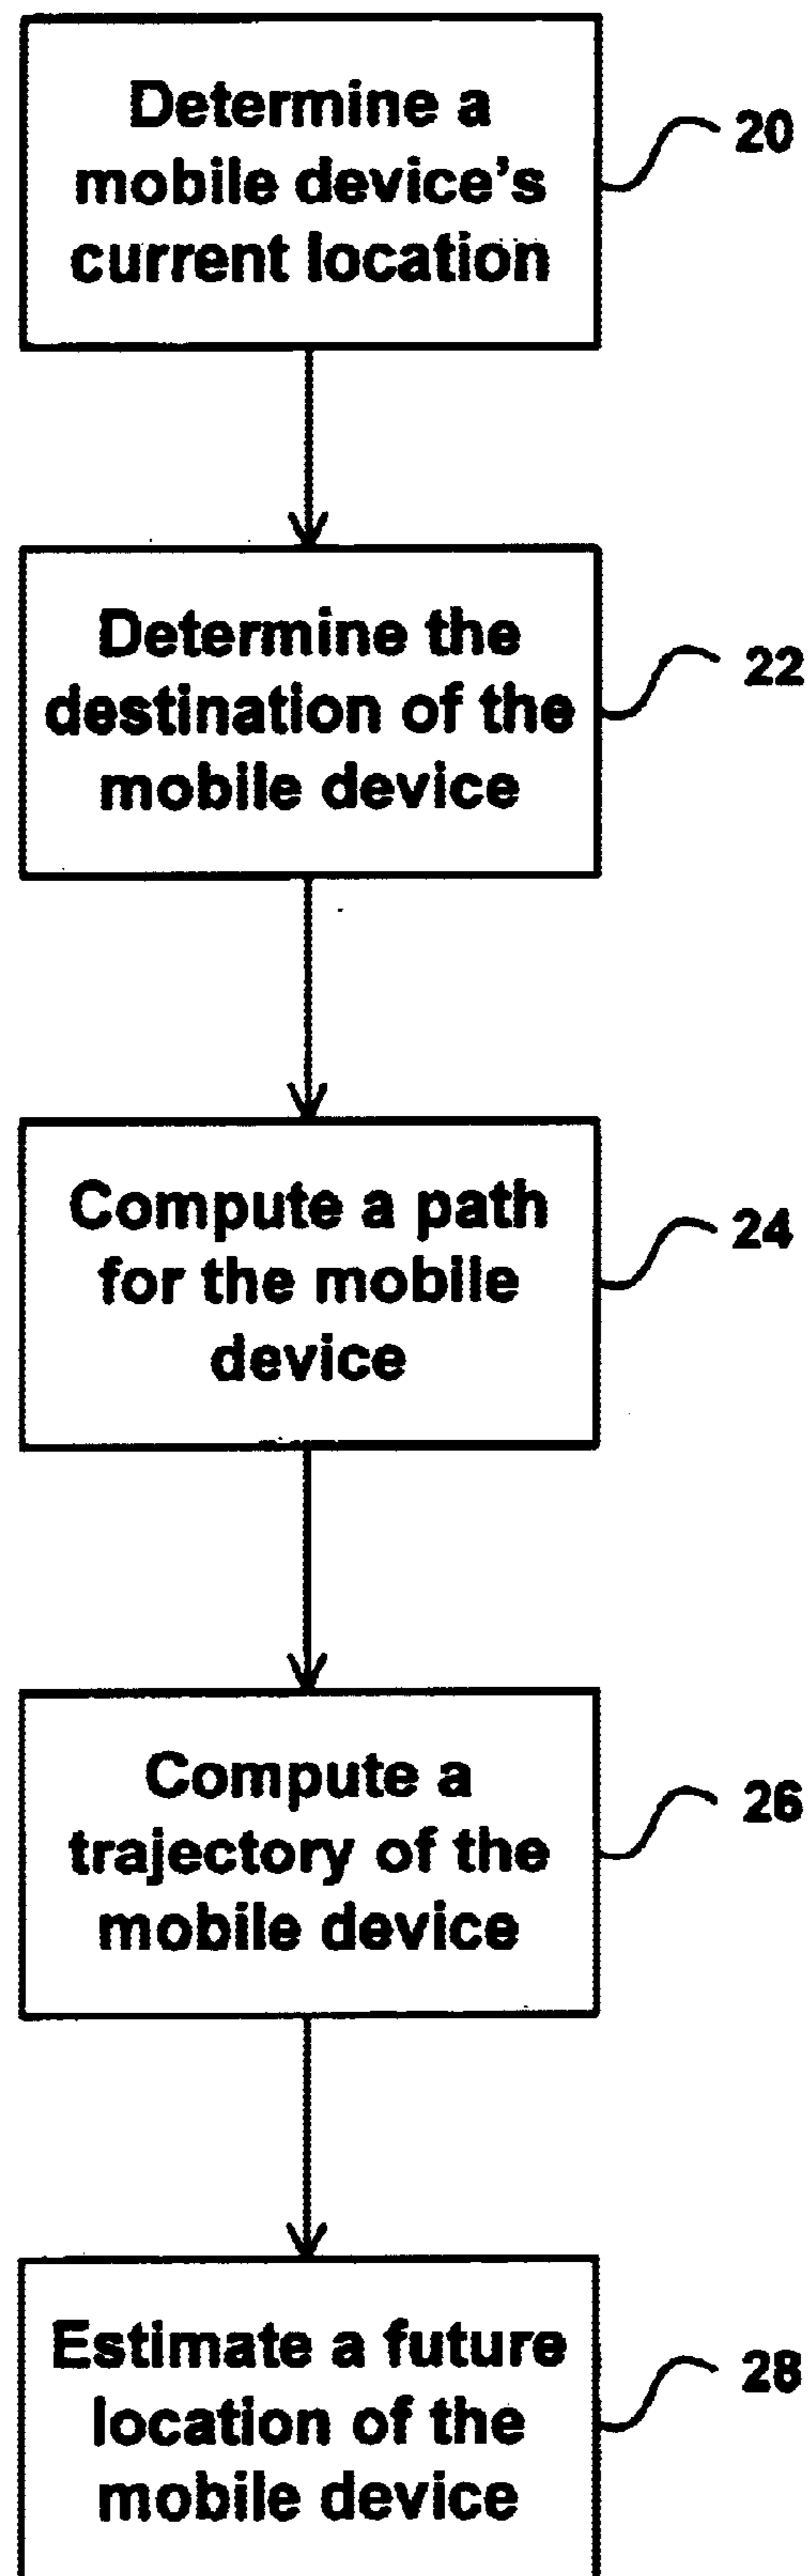 Determine a
mobile device's
current location
20
Determine the
destination of the
mobile device
22
Compute a path
for the mobile
device
24
Compute a
trajectory of the
mobile device
26
Estimate a future
location of the
mobile device
28